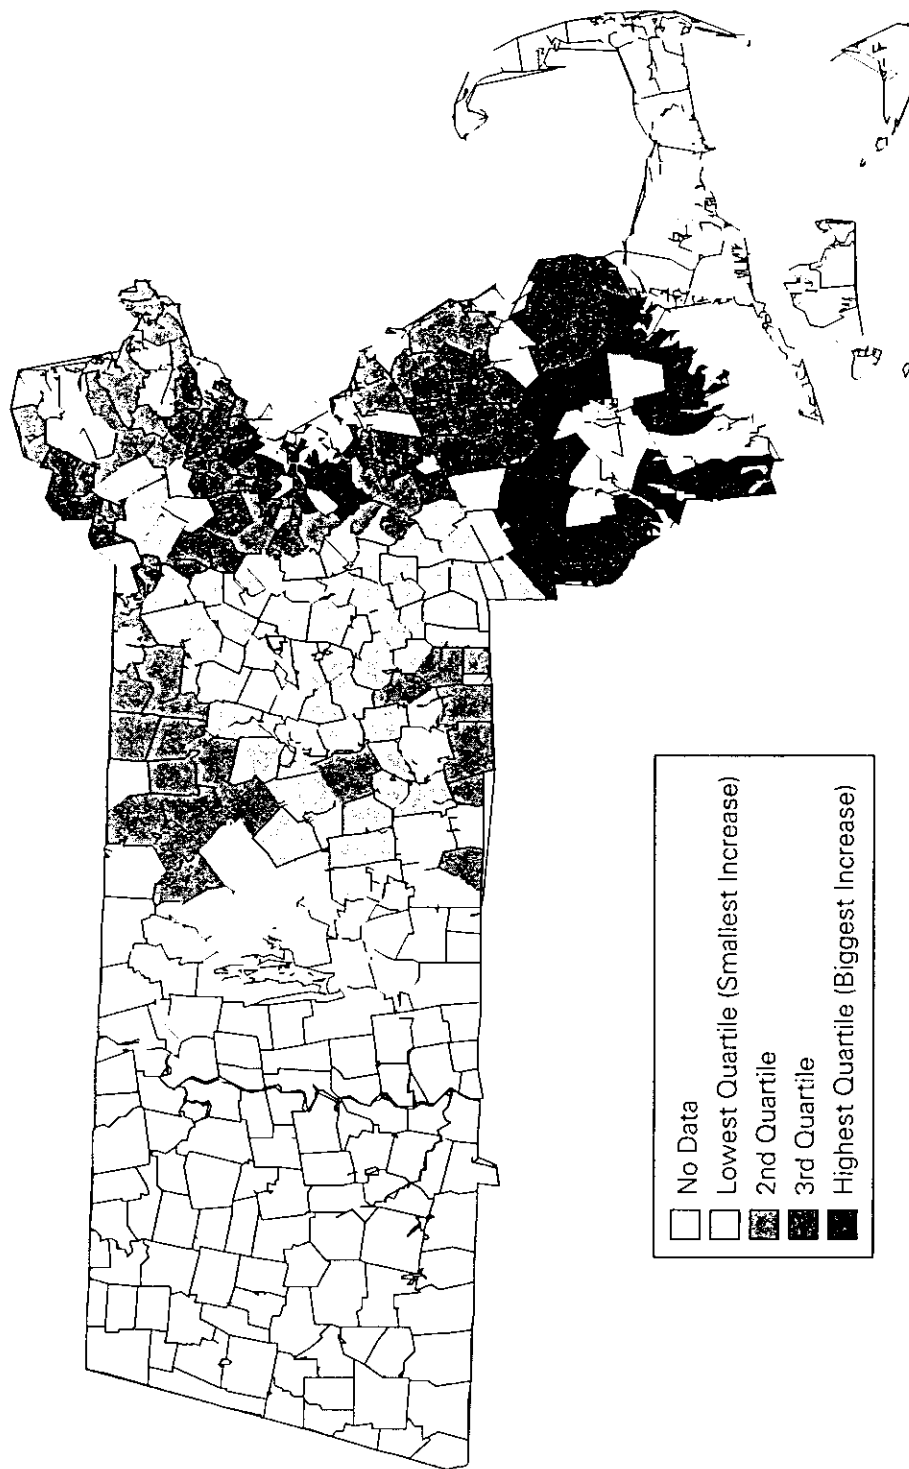 No Data
Lowest Quartile (Smallest Increase)
2nd Quartile
3rd Quartile
Highest Quartile (Biggest Increase)